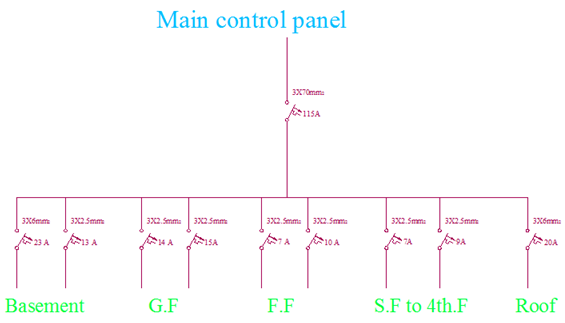 Main control panel
3X70mm²
115A
3X6mm² 3X2.5mm² 3X2.5mm² 3X2.5mm² 3X2.5mm² 3X2.5mm² 3X2.5mm² 3X2.5mm² 3X6mm²
23 A 13 A 14 A 15A 7 A 10 A 7A 9A 20A
Basement G.F F.F S.F to 4th.F Roof